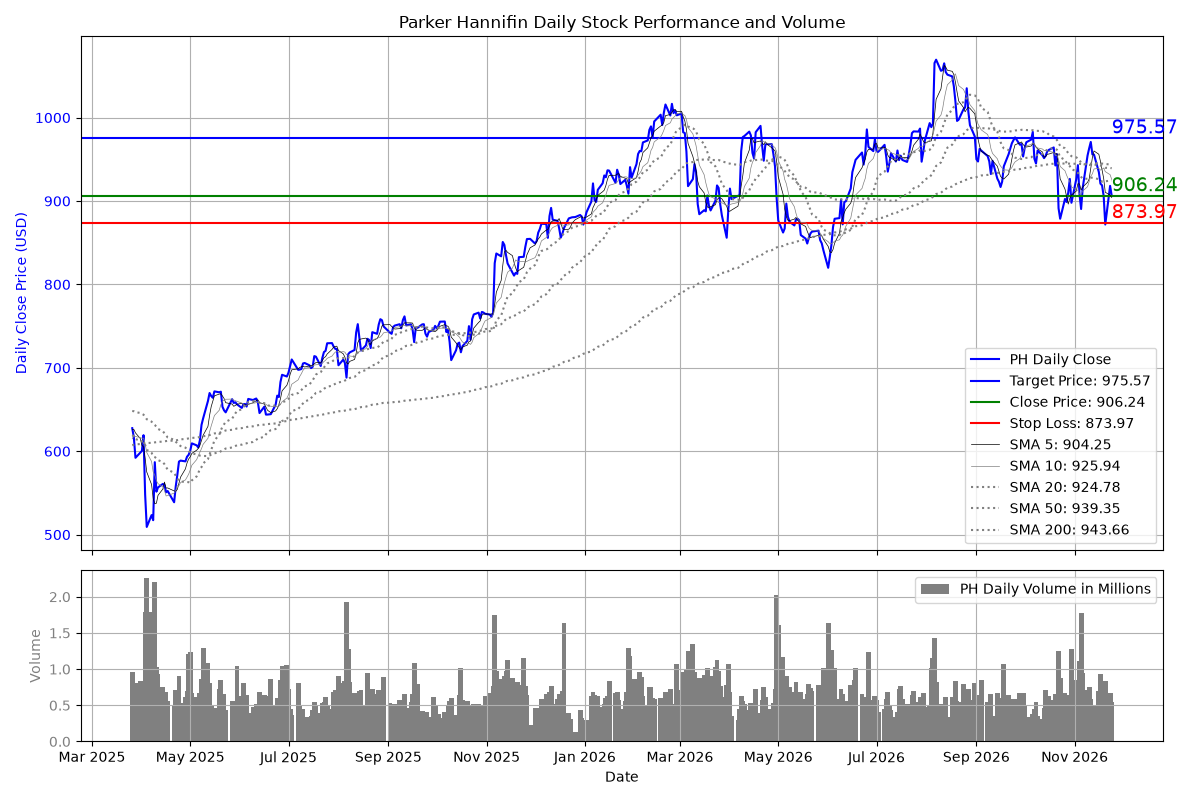 Parker Hannifin Daily Stock Performance and Volume
Daily Close Price (USD)
1000
900
800
700
600
500
975.57
906.24
873.97
PH Daily Close
Target Price: 975.57
Close Price: 906.24
Stop Loss: 873.97
SMA 5: 904.25
SMA 10: 925.94
SMA 20: 924.78
SMA 50: 939.35
SMA 200: 943.66
Volume
2.0
1.5
1.0
0.5
0.0
PH Daily Volume in Millions
Mar 2025 May 2025 Jul 2025 Sep 2025 Nov 2025 Jan 2026 Mar 2026 May 2026 Jul 2026 Sep 2026 Nov 2026
Date